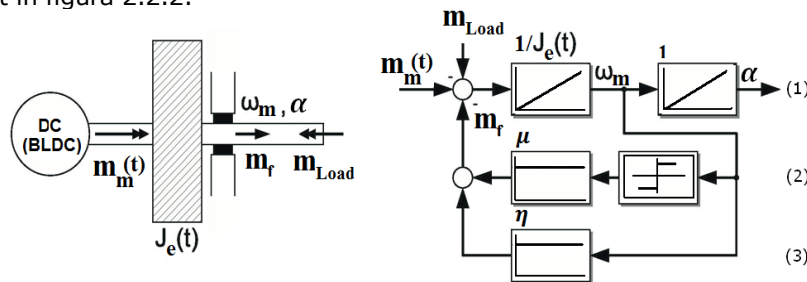 t in figura 2.2.2.
DC
(BLDC)
m_m(t)
J_e(t)
ω_m , α
m_f
m_Load
m_Load
m_m(t)
-
-
m_f
1/J_e(t)
ω_m
1
α
(1)
μ
(2)
η
(3)